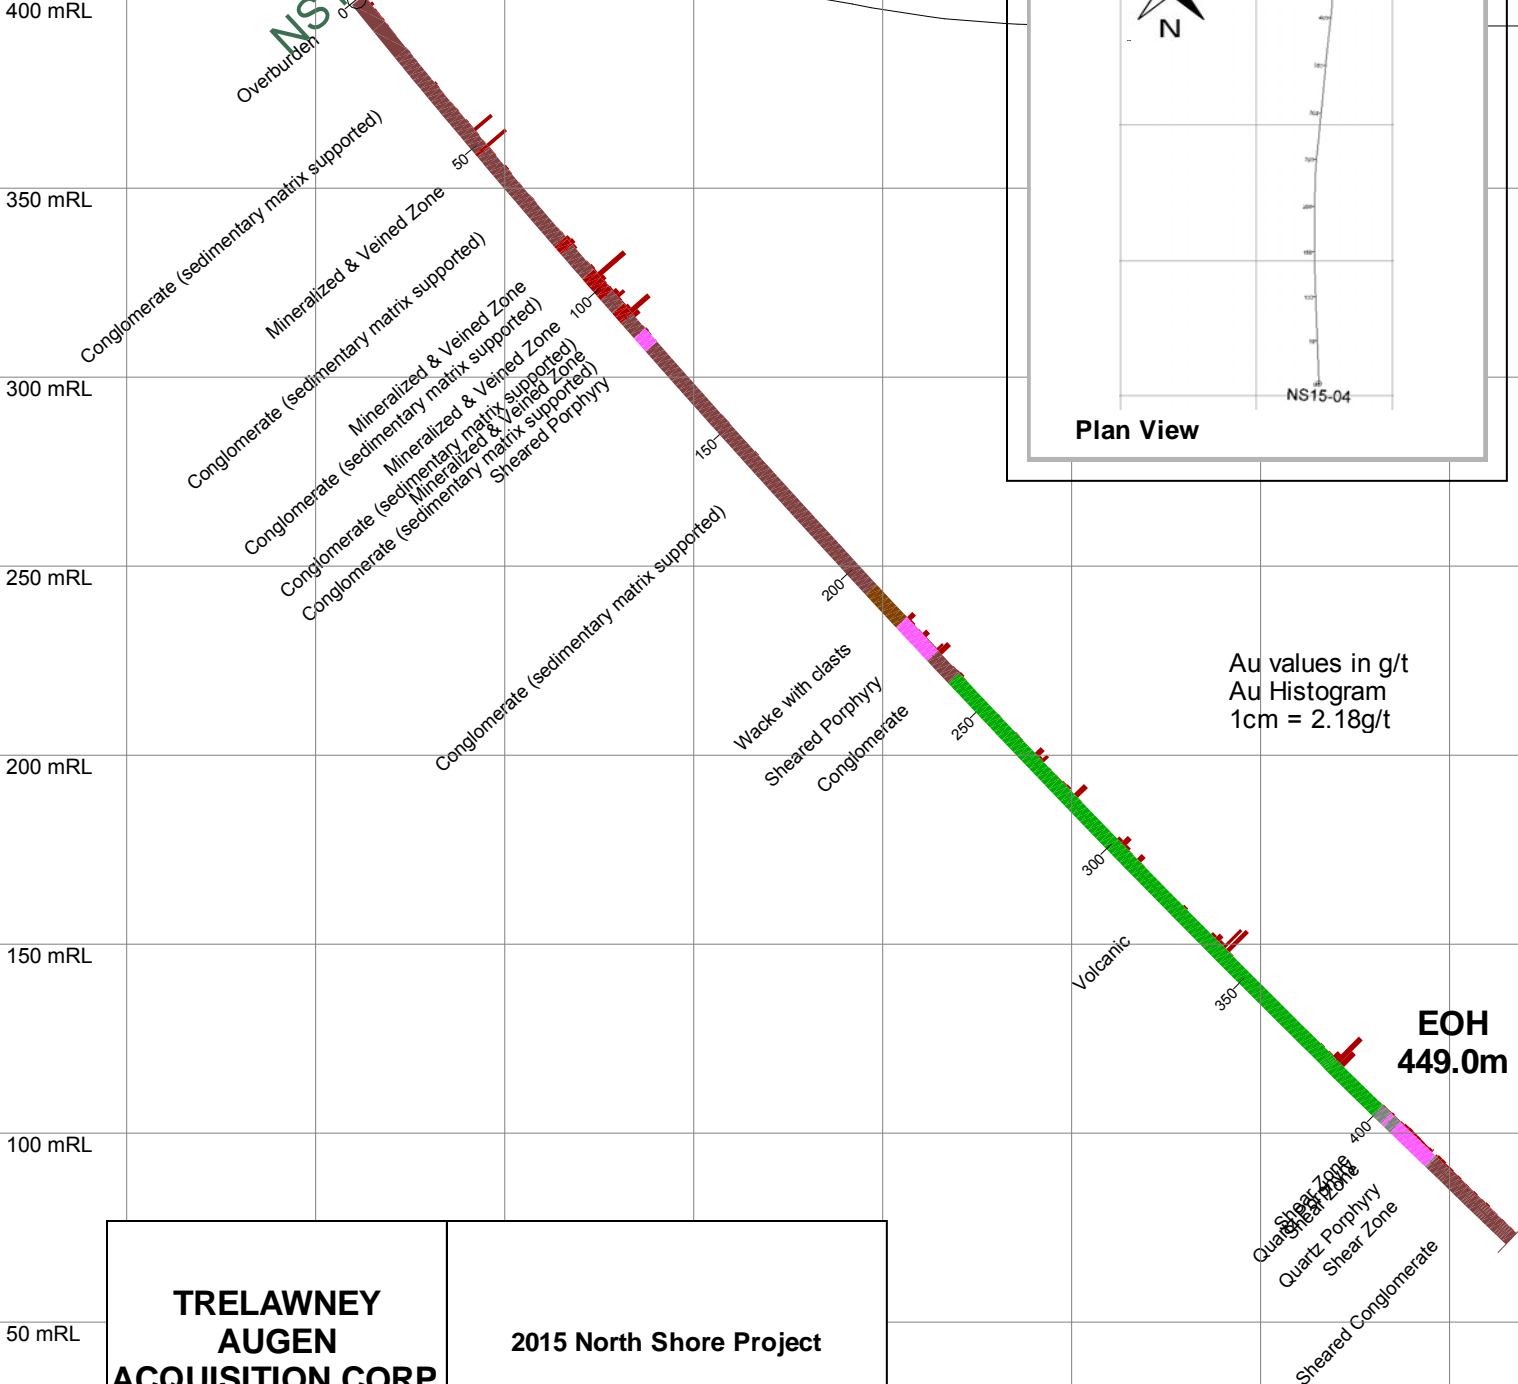 400 mRL
NS1
0
Overburden
N
Conglomerate (sedimentary matrix supported)
50
350 mRL
Mineralized & Veined Zone
Conglomerate (sedimentary matrix supported)
Mineralized & Veined Zone
100
Conglomerate (sedimentary matrix supported)
Mineralized & Veined Zone
Conglomerate (sedimentary matrix supported)
Mineralized & Veined Zone
Conglomerate (sedimentary matrix supported)
Sheared Porphyry
300 mRL
NS15-04
Plan View
150
Conglomerate (sedimentary matrix supported)
250 mRL
200
Wacke with clasts
Sheared Porphyry
Conglomerate
250
Au values in g/t
Au Histogram
1cm = 2.18g/t
200 mRL
300
Volcanic
150 mRL
350
EOH
449.0m
100 mRL
400
Shear Zone
Quartz Porphyry
Shear Zone
Quartz Porphyry
Shear Zone
Sheared Conglomerate
50 mRL
TRELAWNEY
AUGEN
ACQUISITION CORP
2015 North Shore Project